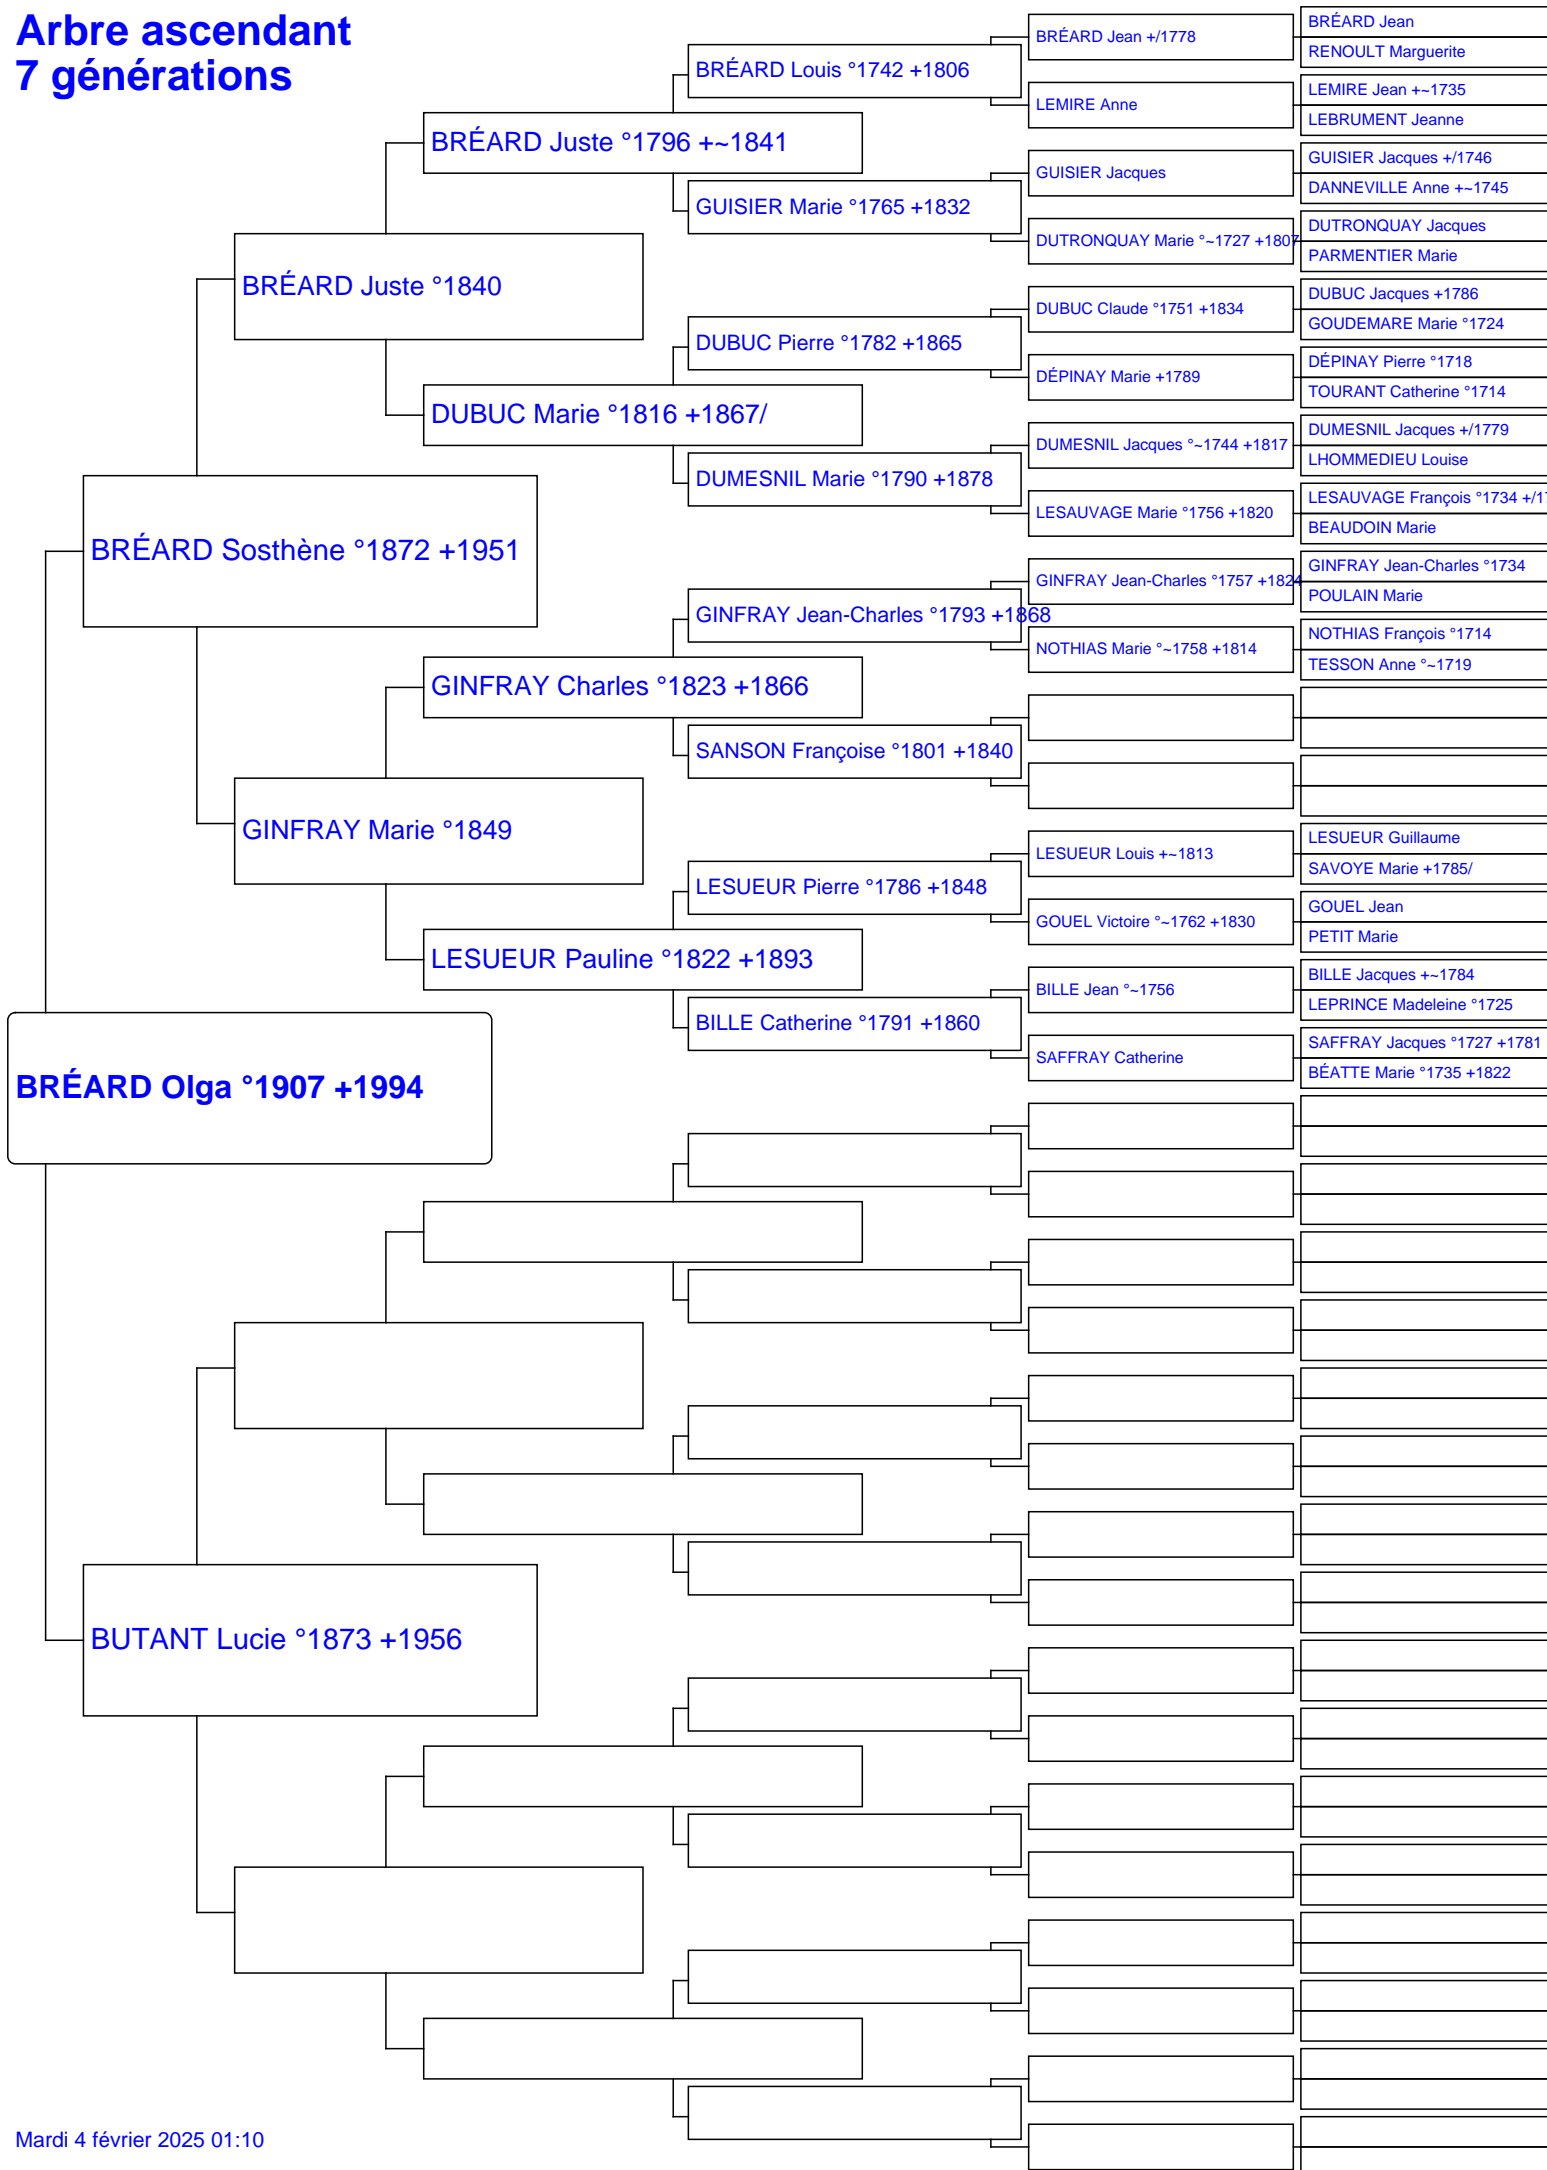 Arbre ascendant
7 générations
BRÉARD Olga °1907 +1994
BRÉARD Sosthène °1872 +1951
BUTANT Lucie °1873 +1956
BRÉARD Juste °1840
GINFRAY Marie °1849
BRÉARD Juste °1796 +~1841
DUBUC Marie °1816 +1867/
GINFRAY Charles °1823 +1866
LESUEUR Pauline °1822 +1893
BRÉARD Louis °1742 +1806
GUISIER Marie °1765 +1832
DUBUC Pierre °1782 +1865
DUMESNIL Marie °1790 +1878
GINFRAY Jean-Charles °1793 +1868
SANSON Françoise °1801 +1840
LESUEUR Pierre °1786 +1848
BILLE Catherine °1791 +1860
BRÉARD Jean +/1778
LEMIRE Anne
GUISIER Jacques
DUTRONQUAY Marie °~1727 +1807
DUBUC Claude °1751 +1834
DÉPINAY Marie +1789
DUMESNIL Jacques °~1744 +1817
LESAUVAGE Marie °1756 +1820
GINFRAY Jean-Charles °1757 +1824
NOTHIAS Marie °~1758 +1814
LESUEUR Louis +~1813
GOUEL Victoire °~1762 +1830
BILLE Jean °~1756
SAFFRAY Catherine
BRÉARD Jean
RENOULT Marguerite
LEMIRE Jean +~1735
LEBRUMENT Jeanne
GUISIER Jacques +/1746
DANNEVILLE Anne +~1745
DUTRONQUAY Jacques
PARMENTIER Marie
DUBUC Jacques +1786
GOUDEMARE Marie °1724
DÉPINAY Pierre °1718
TOURANT Catherine °1714
DUMESNIL Jacques +/1779
LHOMMEDIEU Louise
LESAUVAGE François °1734
BEAUDOIN Marie
GINFRAY Jean-Charles °1734
POULAIN Marie
NOTHIAS François °1714
TESSON Anne °~1719
LESUEUR Guillaume
SAVOYE Marie +1785/
GOUEL Jean
PETIT Marie
BILLE Jacques +~1784
LEPRINCE Madeleine °1725
SAFFRAY Jacques °1727 +1781
BÉATTE Marie °1735 +1822
Mardi 4 février 2025 01:10